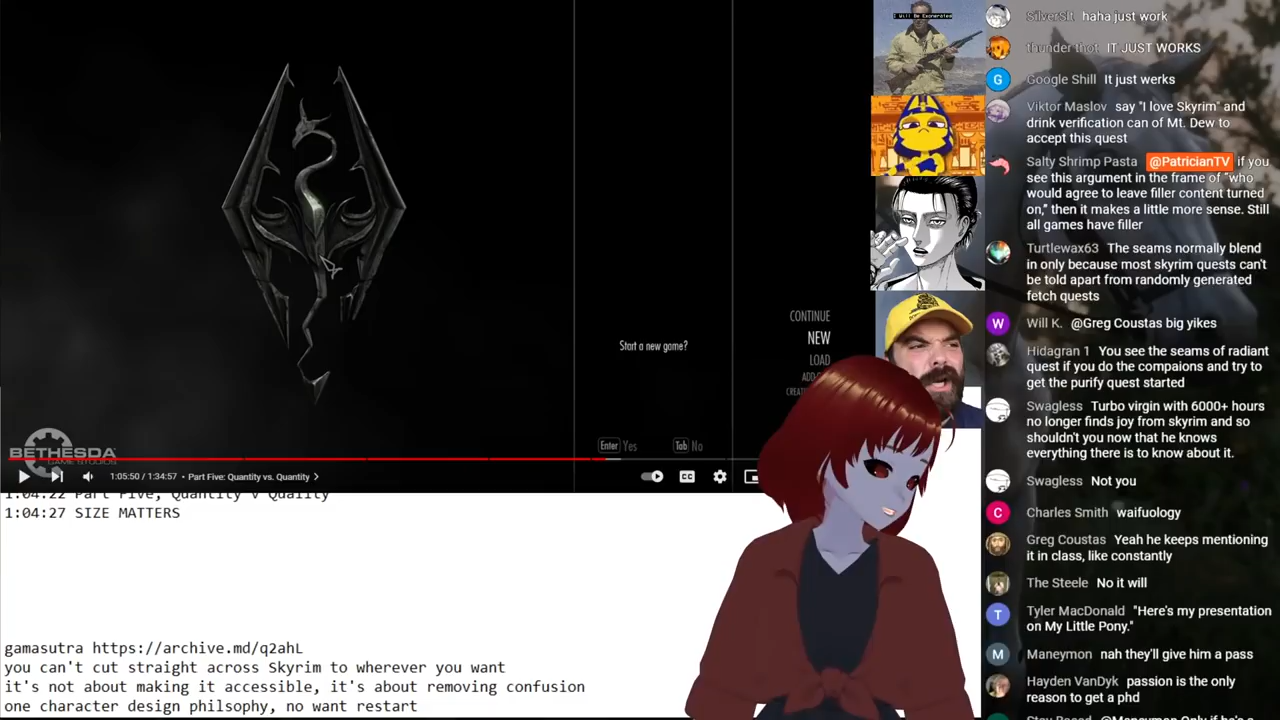 I Will Be Exonerated
CONTINUE
NEW
LOAD
Start a new game?
Enter Yes
Tab No
BETHESDA
GAME STUDIOS
1:05:50 / 1:34:57 • Part Five: Quantity vs. Quantity
1:04:22 Part Five, Quantity v Quality
1:04:27 SIZE MATTERS
gamasutra https://archive.md/q2ahL
you can't cut straight across Skyrim to wherever you want
it's not about making it accessible, it's about removing confusion
one character design philsophy, no want restart
SilverSlt haha just work
thunder thot IT JUST WORKS
Google Shill It just werks
Viktor Maslov say "I love Skyrim" and
drink verification can of Mt. Dew to
accept this quest
Salty Shrimp Pasta @PatricianTV if you
see this argument in the frame of "who
would agree to leave filler content turned
on," then it makes a little more sense. Still
all games have filler
Turtlewax63 The seams normally blend
in only because most skyrim quests can't
be told apart from randomly generated
fetch quests
W Will K. @Greg Coustas big yikes
Hidagran 1 You see the seams of radiant
quest if you do the compaions and try to
get the purify quest started
Swagless Turbo virgin with 6000+ hours
no longer finds joy from skyrim and so
shouldn't you now that he knows
everything there is to know about it.
Swagless Not you
C Charles Smith waifuology
Greg Coustas Yeah he keeps mentioning
it in class, like constantly
The Steele No it will
T Tyler MacDonald "Here's my presentation
on My Little Pony."
M Maneymon nah they'll give him a pass
Hayden VanDyk passion is the only
reason to get a phd